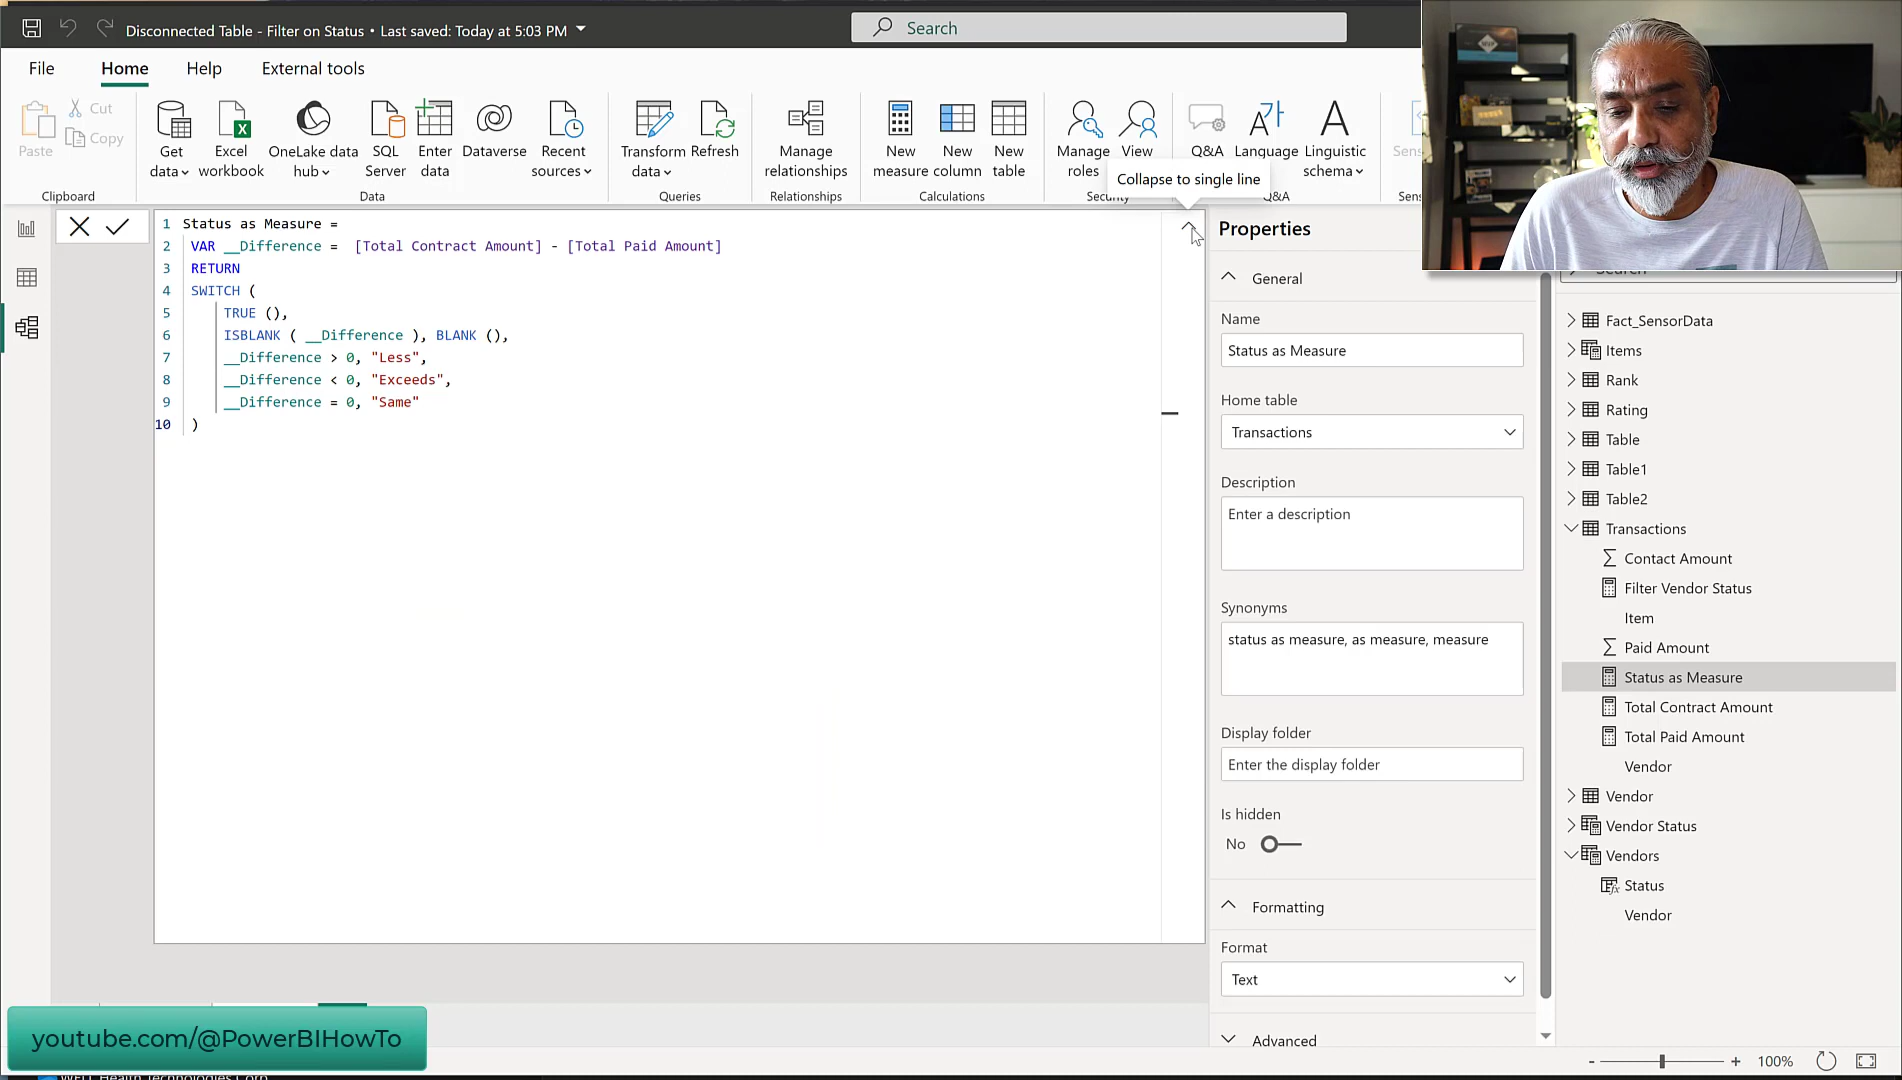 Disconnected Table - Filter on Status • Last saved: Today at 5:03 PM
Search
File
Home
Help
External tools
Paste
Cut
Copy
Clipboard
Get data
Excel workbook
OneLake data hub
SQL Server
Enter data
Dataverse
Recent sources
Data
Transform data
Refresh
Queries
Manage relationships
Relationships
New measure
New column
New table
Calculations
Manage roles
View
Collapse to single line
Q&A
Language
Linguistic schema
Q&A
1 Status as Measure =
2 VAR __Difference = [Total Contract Amount] - [Total Paid Amount]
3 RETURN
4 SWITCH (
5 TRUE (),
6 ISBLANK ( __Difference ), BLANK (),
7 __Difference > 0, "Less",
8 __Difference < 0, "Exceeds",
9 __Difference = 0, "Same"
10 )
Properties
General
Name
Status as Measure
Home table
Transactions
Description
Enter a description
Synonyms
status as measure, as measure, measure
Display folder
Enter the display folder
Is hidden
No
Formatting
Format
Text
Advanced
Fact_SensorData
Items
Rank
Rating
Table
Table1
Table2
Transactions
Contact Amount
Filter Vendor Status
Item
Paid Amount
Status as Measure
Total Contract Amount
Total Paid Amount
Vendor
Vendor
Vendor Status
Vendors
Status
Vendor
youtube.com/@PowerBIHowTo
- + 100%